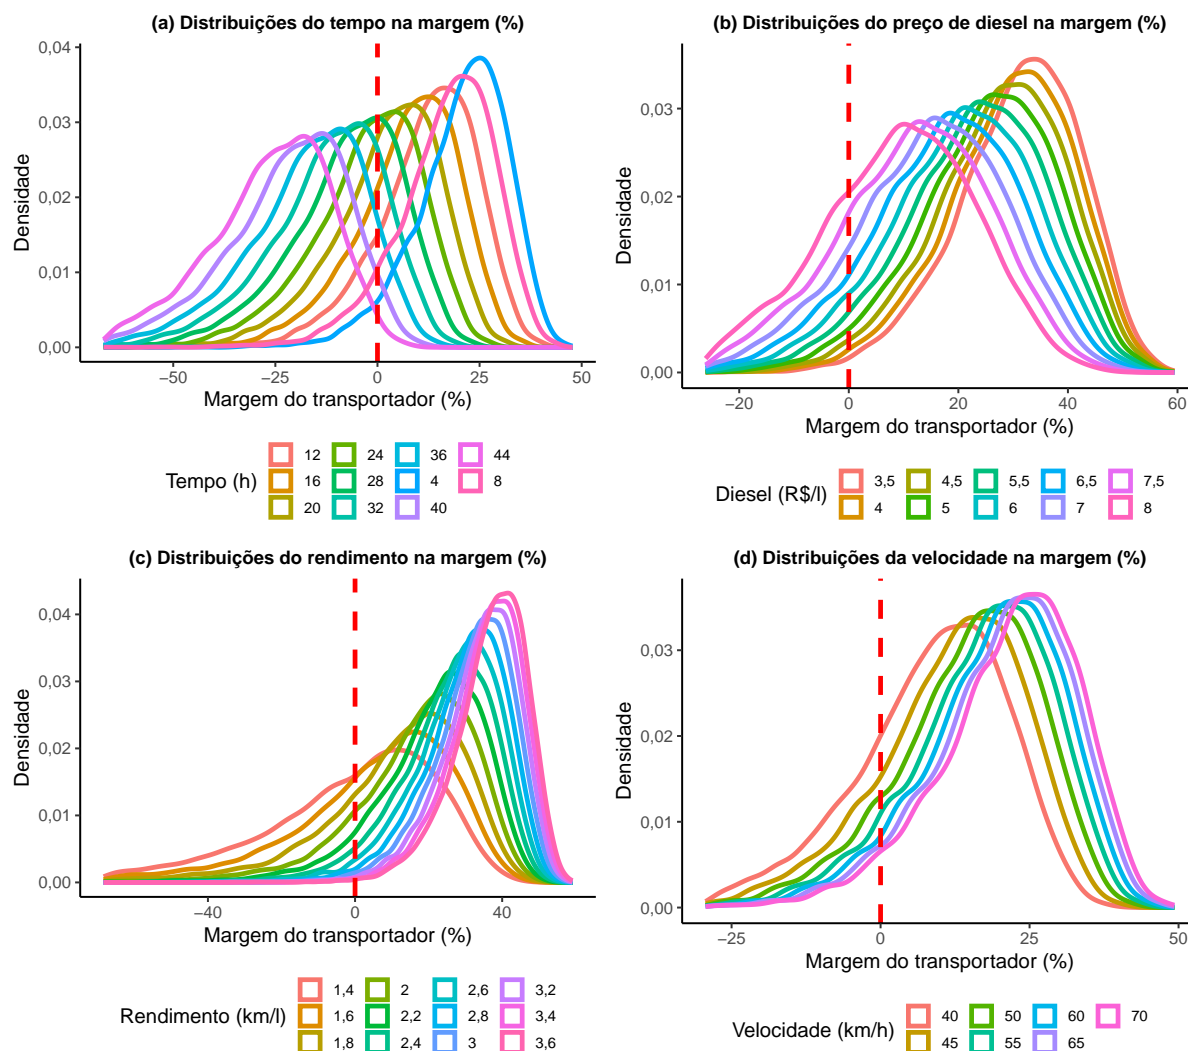 (a) Distribuições do tempo na margem (%)
0,04
0,03
0,02
0,01
0,00
Densidade
−50 −25 0 25 50
Margem do transportador (%)
Tempo (h)
12 24 36 44
16 28 4 8
20 32 40
(b) Distribuições do preço de diesel na margem (%)
0,03
0,02
0,01
0,00
Densidade
−20 0 20 40 60
Margem do transportador (%)
Diesel (R$/l)
3,5 4,5 5,5 6,5 7,5
4 5 6 7 8
(c) Distribuições do rendimento na margem (%)
0,04
0,03
0,02
0,01
0,00
Densidade
−40 0 40
Margem do transportador (%)
Rendimento (km/l)
1,4 2 2,6 3,2
1,6 2,2 2,8 3,4
1,8 2,4 3 3,6
(d) Distribuições da velocidade na margem (%)
0,03
0,02
0,01
0,00
Densidade
−25 0 25 50
Margem do transportador (%)
Velocidade (km/h)
40 50 60 70
45 55 65